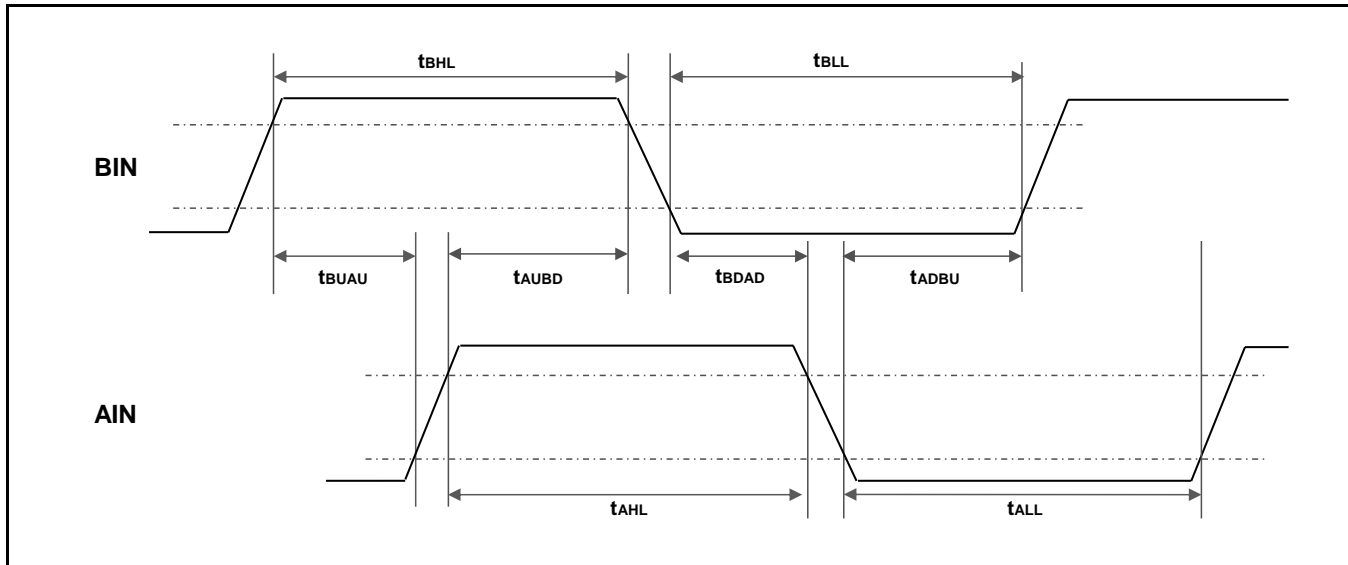 tBHL
tBLL
BIN
tBUAU
tAUBD
tBDAD
tADBU
AIN
tAHL
tALL